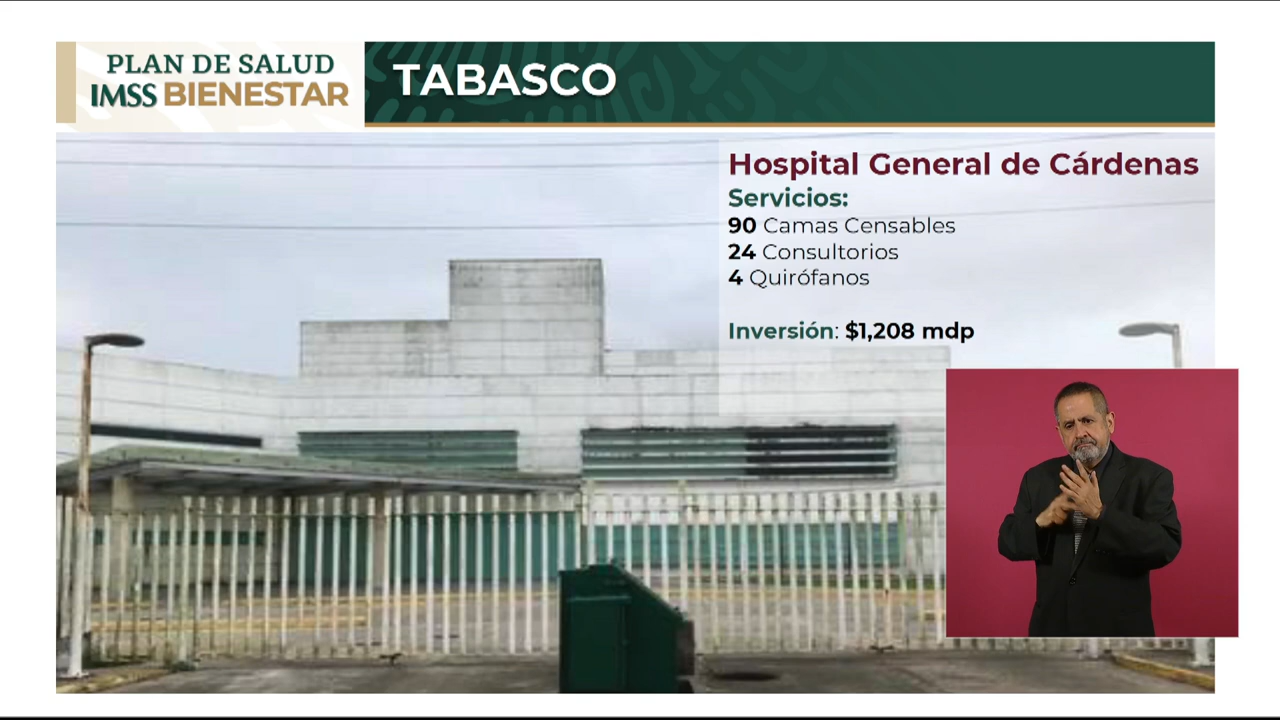 PLAN DE SALUD
IMSS BIENESTAR
TABASCO
Hospital General de Cárdenas
Servicios:
90 Camas Censables
24 Consultorios
4 Quirófanos
Inversión: $1,208 mdp